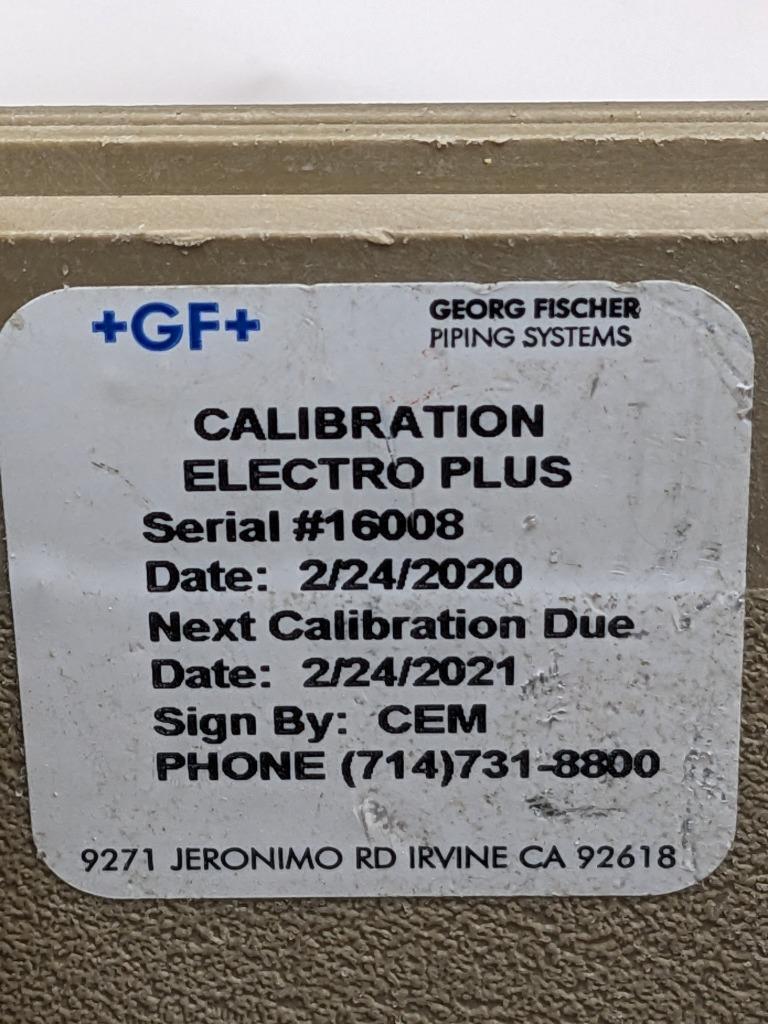 +GF+
GEORG FISCHER
PIPING SYSTEMS
CALIBRATION
ELECTRO PLUS
Serial #16008
Date: 2/24/2020
Next Calibration Due
Date: 2/24/2021
Sign By: CEM
PHONE (714)731-8800
9271 JERONIMO RD IRVINE CA 92618